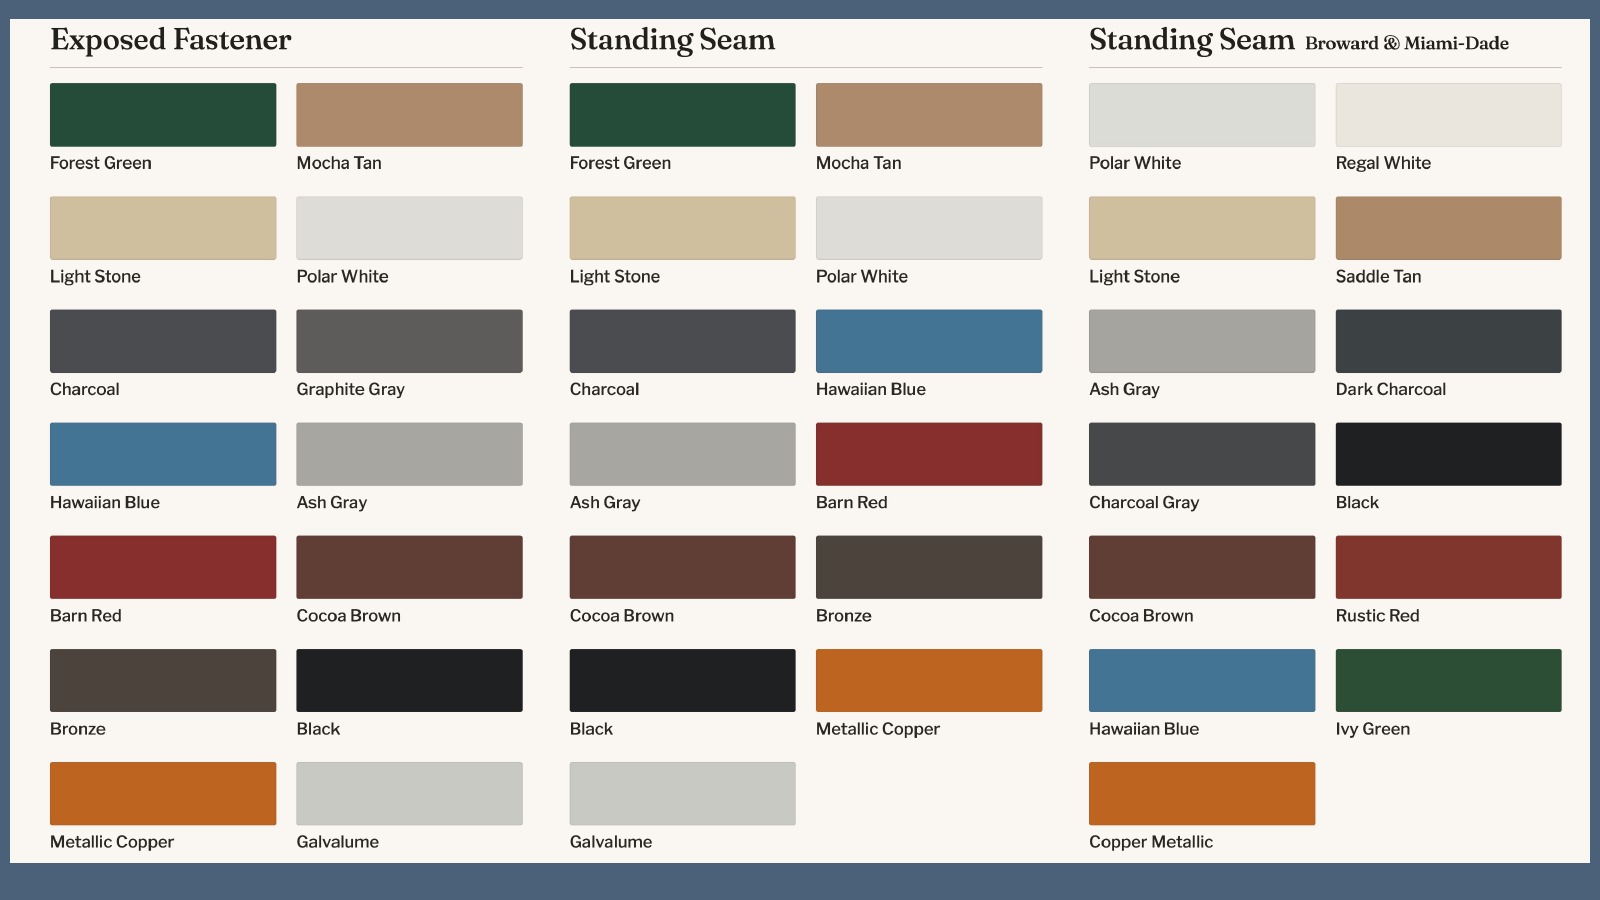 Exposed Fastener
Forest Green
Mocha Tan
Light Stone
Polar White
Charcoal
Graphite Gray
Hawaiian Blue
Ash Gray
Barn Red
Cocoa Brown
Bronze
Black
Metallic Copper
Galvalume
Standing Seam
Forest Green
Mocha Tan
Light Stone
Polar White
Charcoal
Hawaiian Blue
Ash Gray
Barn Red
Cocoa Brown
Bronze
Black
Metallic Copper
Galvalume
Standing Seam Broward & Miami-Dade
Polar White
Regal White
Light Stone
Saddle Tan
Ash Gray
Dark Charcoal
Charcoal Gray
Black
Cocoa Brown
Rustic Red
Hawaiian Blue
Ivy Green
Copper Metallic